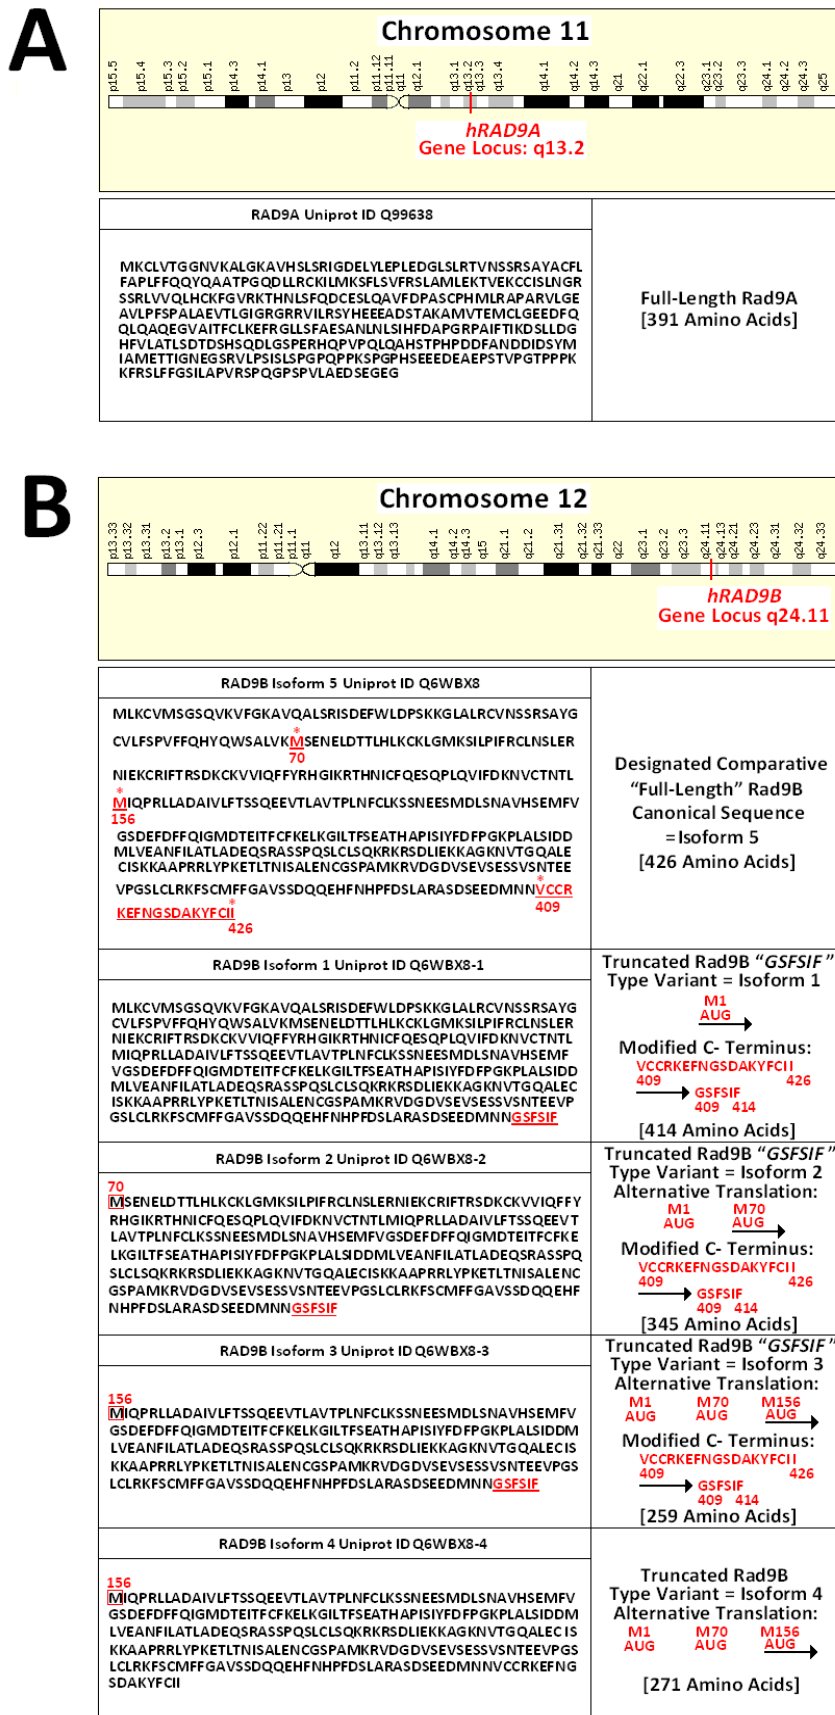 A
Chromosome 11
p15.5 p15.4 p15.3 p15.2 p15.1 p14.3 p14.1 p13 p12 p11.2 p11.12 p11.11 q11 q12.1 q13.1 q13.2 q13.3 q13.4 q14.1 q14.2 q14.3 q21 q22.1 q22.3 q23.1 q23.2 q23.3 q24.1 q24.2 q24.3 q25
hRAD9A
Gene Locus: q13.2
RAD9A Uniprot ID Q99638
MKCLVTGGNVKALGKAVHSLSRIGDELYLEPLEDGLSLRTVNSSRSAYACFL
FAPLFFQQYQAATPGQDLLRCKILMKSFLSVFRSLAMLEKTVEKCCISLNGR
SSRLVVQLHCKFGVRKTHNLSFQDCESLQAVFDPASCPHMLRAPARVLGE
AVLPFSPALAEVTLGIGRGRRVILRSYHEEEADSTAKAMVTEMCLGEEDFQ
QLQAQEGVAITFCLKEFRGLLSFAESANLNLSIHFDAPGRPAIFTIKDSLLDG
HFVLATLSDTDSHSQDLGSPERHQPVPQLQAHSTPHPDDFANDDIDSYM
IAMETTIGNEGSRVLPSISLSPGPQPPKSPGPHSEEEDEAEPSTVPGTPPPK
KFRSLFFGSILAPVRSPQGPSPVLAEDSEGEG
Full-Length Rad9A
[391 Amino Acids]
B
Chromosome 12
p13.33 p13.32 p13.31 p13.2 p13.1 p12.3 p12.1 p11.22 p11.21 p11.1 q11 q12 q13.11 q13.12 q13.13 q14.1 q14.2 q14.3 q15 q21.1 q21.2 q21.31 q21.32 q21.33 q22 q23.1 q23.2 q23.3 q24.11 q24.13 q24.21 q24.23 q24.31 q24.32 q24.33
hRAD9B
Gene Locus q24.11
RAD9B Isoform 5 Uniprot ID Q6WBX8
MLKCVMSGSQVKVFGKAVQALSRISDEFWLDPSKKGLALRCVNSSRSAYG
*
CVLFSPVFFQHYQWSALVKMSENELDTTLHLKCKLGMKSILPIFRCLNSLER
70
NIEKCRIFTRSDKCKVVIQFFYRHGIKRTHNICFQESQPLQVIFDKNVCTNTL
*
MIQPRLLADAIVLFTSSQEEVTLAVTPLNFCLKSSNEESMDLSNAVHSEMFV
156
GSDEFDFFQIGMDTEITFCFKELKGILTFSEATHAPISIYFDFPGKPLALSIDD
MLVEANFILATLADEQSRASSPQSLCLSQKRKRSDLIEKKAGKNVTGQALE
CISKKAAPRRLYPKETLTNISALENCGSPAMKRVDGDVSEVSESSVSNTEE
*
VPGSLCLRKFSCMFFGAVSSDQQEHFNHPFDSLARASDSEEDMNNVCCR
409
*
KEFNGSDAKYFCII
426
Designated Comparative
“Full-Length” Rad9B
Canonical Sequence
=Isoform 5
[426 Amino Acids]
RAD9B Isoform 1 Uniprot ID Q6WBX8-1
MLKCVMSGSQVKVFGKAVQALSRISDEFWLDPSKKGLALRCVNSSRSAYG
CVLFSPVFFQHYQWSALVKMSENELDTTLHLKCKLGMKSILPIFRCLNSLER
NIEKCRIFTRSDKCKVVIQFFYRHGIKRTHNICFQESQPLQVIFDKNVCTNTL
MIQPRLLADAIVLFTSSQEEVTLAVTPLNFCLKSSNEESMDLSNAVHSEMF
VGSDEFDFFQIGMDTEITFCFKELKGILTFSEATHAPISIYFDFPGKPLALSIDD
MLVEANFILATLADEQSRASSPQSLCLSQKRKRSDLIEKKAGKNVTGQALEC
ISKKAAPRRLYPKETLTNISALENCGSPAMKRVDGDVSEVSESSVSNTEEVP
GSLCLRKFSCMFFGAVSSDQQEHFNHPFDSLARASDSEEDMNNGSFSIF
Truncated Rad9B “GSFSIF”
Type Variant = Isoform 1
M1
AUG
Modified C- Terminus:
VCCRKEFNGSDAKYFCII
409 426
GSFSIF
409 414
[414 Amino Acids]
RAD9B Isoform 2 Uniprot ID Q6WBX8-2
70
MSENELDTTLHLKCKLGMKSILPIFRCLNSLERNIEKCRIFTRSDKCKVVIQFFY
RHGIKRTHNICFQESQPLQVIFDKNVCTNTLMIQPRLLADAIVLFTSSQEEVT
LAVTPLNFCLKSSNEESMDLSNAVHSEMFVGSDEFDFFQIGMDTEITFCFKE
LKGILTFSEATHAPISIYFDFPGKPLALSIDDMLVEANFILATLADEQSRASSPQ
SLCLSQKRKRSDLIEKKAGKNVTGQALECISKKAAPRRLYPKETLTNISALENC
GSPAMKRVDGDVSEVSESSVSNTEEVPGSLCLRKFSCMFFGAVSSDQQEHF
NHPFDSLARASDSEEDMNNGSFSIF
Truncated Rad9B “GSFSIF”
Type Variant = Isoform 2
Alternative Translation:
M1 M70
AUG AUG
Modified C- Terminus:
VCCRKEFNGSDAKYFCII
409 426
GSFSIF
409 414
[345 Amino Acids]
RAD9B Isoform 3 Uniprot ID Q6WBX8-3
156
MIQPRLLADAIVLFTSSQEEVTLAVTPLNFCLKSSNEESMDLSNAVHSEMFV
GSDEFDFFQIGMDTEITFCFKELKGILTFSEATHAPISIYFDFPGKPLALSIDDM
LVEANFILATLADEQSRASSPQSLCLSQKRKRSDLIEKKAGKNVTGQALECIS
KKAAPRRLYPKETLTNISALENCGSPAMKRVDGDVSEVSESSVSNTEEVPGS
LCLRKFSCMFFGAVSSDQQEHFNHPFDSLARASDSEEDMNNGSFSIF
Truncated Rad9B “GSFSIF”
Type Variant = Isoform 3
Alternative Translation:
M1 M70 M156
AUG AUG AUG
Modified C- Terminus:
VCCRKEFNGSDAKYFCII
409 426
GSFSIF
409 414
[259 Amino Acids]
RAD9B Isoform 4 Uniprot ID Q6WBX8-4
156
MIQPRLLADAIVLFTSSQEEVTLAVTPLNFCLKSSNEESMDLSNAVHSEMFV
GSDEFDFFQIGMDTEITFCFKELKGILTFSEATHAPISIYFDFPGKPLALSIDDM
LVEANFILATLADEQSRASSPQSLCLSQKRKRSDLIEKKAGKNVTGQALECIS
KKAAPRRLYPKETLTNISALENCGSPAMKRVDGDVSEVSESSVSNTEEVPGS
LCLRKFSCMFFGAVSSDQQEHFNHPFDSLARASDSEEDMNNVCCRKEFNG
SDAKYFCII
Truncated Rad9B
Type Variant = Isoform 4
Alternative Translation:
M1 M70 M156
AUG AUG AUG
[271 Amino Acids]